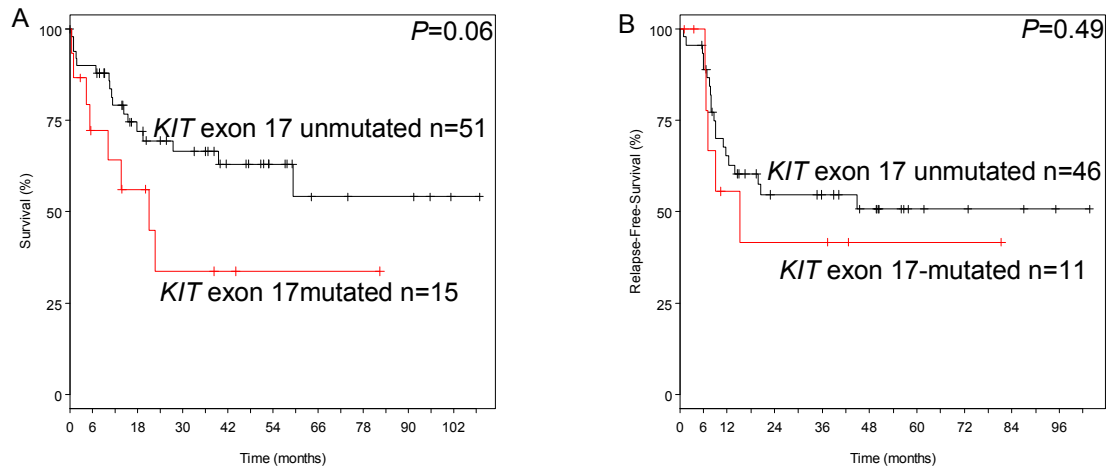 A
P=0.06
100
75
50
25
0
Survival (%)
KIT exon 17 unmutated n=51
KIT exon 17mutated n=15
0 6 18 30 42 54 66 78 90 102
Time (months)
B
P=0.49
100
75
50
25
0
Relapse-Free-Survival (%)
KIT exon 17 unmutated n=46
KIT exon 17-mutated n=11
0 6 12 24 36 48 60 72 84 96
Time (months)